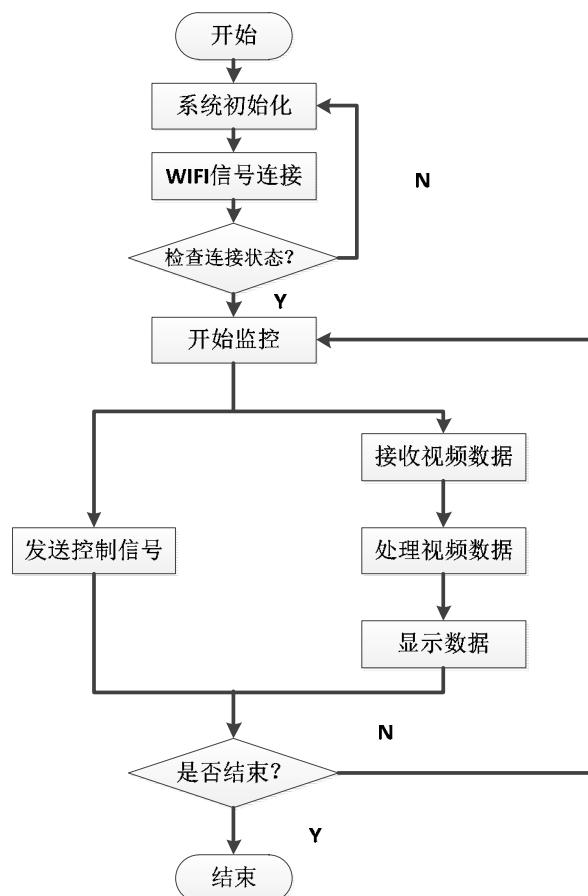 开始
系统初始化
WIFI信号连接
N
检查连接状态？
Y
开始监控
接收视频数据
发送控制信号
处理视频数据
显示数据
N
是否结束？
Y
结束